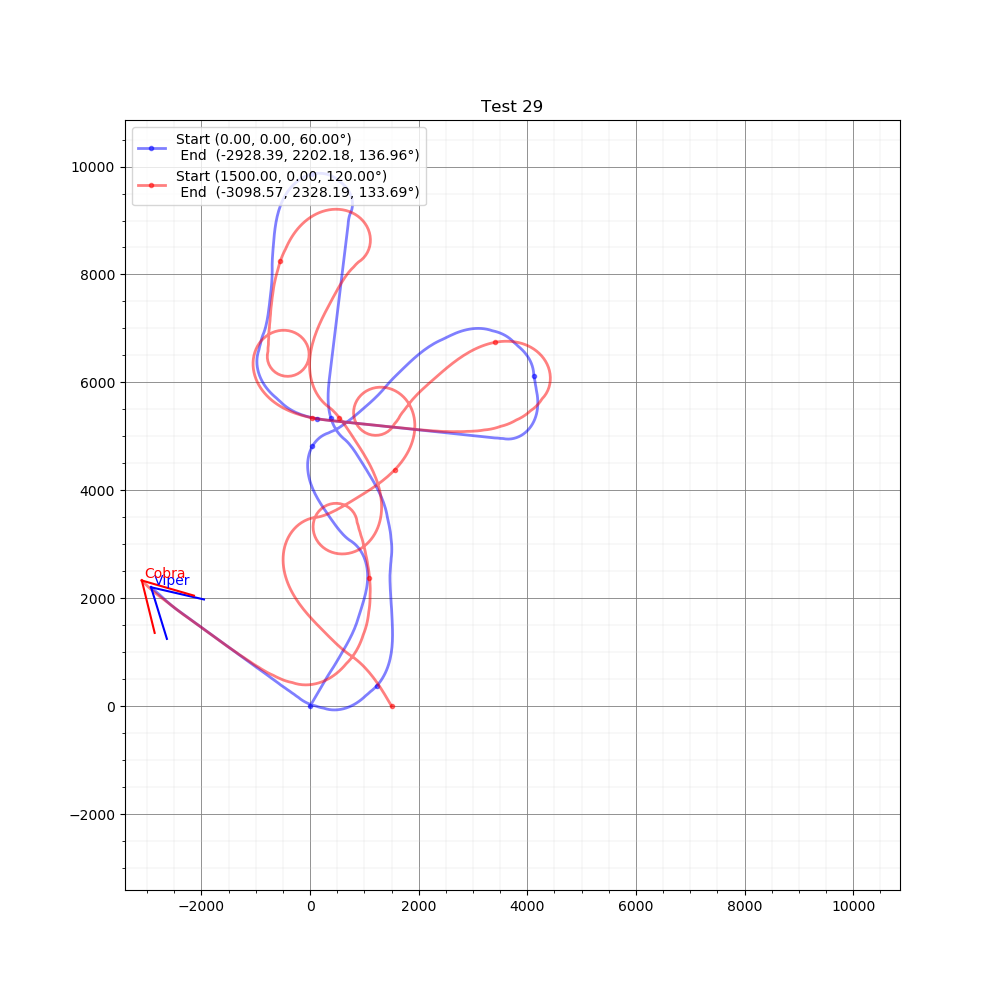 Test 29
Start (0.00, 0.00, 60.00°)
End (-2928.39, 2202.18, 136.96°)
Start (1500.00, 0.00, 120.00°)
End (-3098.57, 2328.19, 133.69°)
10000
8000
6000
4000
2000
0
−2000
Cobra
Viper
−2000
0
2000
4000
6000
8000
10000